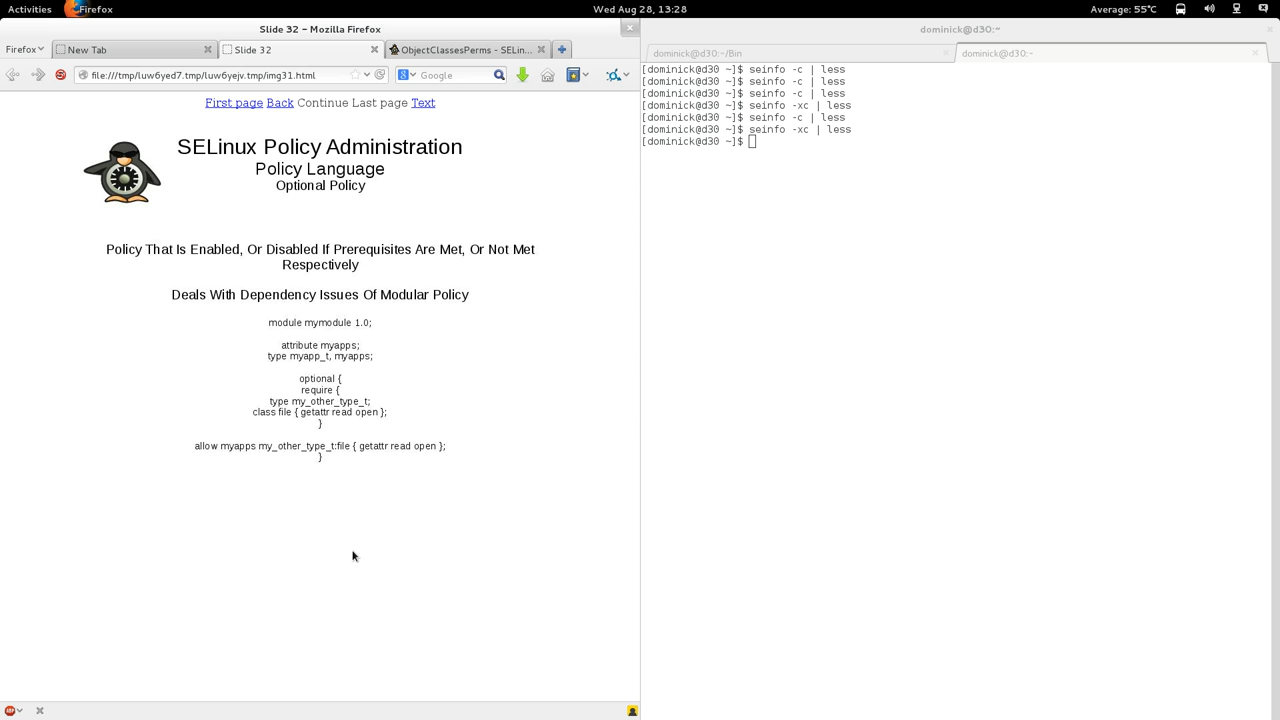 Activities Firefox Wed Aug 28, 13:28 Average: 55°C
Slide 32 - Mozilla Firefox
Firefox New Tab Slide 32 ObjectClassesPerms - SELin...
file:///tmp/luw6yed7.tmp/luw6yejv.tmp/img31.html Google
First page Back Continue Last page Text
SELinux Policy Administration
Policy Language
Optional Policy
Policy That Is Enabled, Or Disabled If Prerequisites Are Met, Or Not Met
Respectively
Deals With Dependency Issues Of Modular Policy
module mymodule 1.0;
attribute myapps;
type myapp_t, myapps;
optional {
require {
type my_other_type_t;
class file { getattr read open };
}
allow myapps my_other_type_t:file { getattr read open };
}
dominick@d30:~
dominick@d30:~/Bin dominick@d30:~
[dominick@d30 ~]$ seinfo -c | less
[dominick@d30 ~]$ seinfo -c | less
[dominick@d30 ~]$ seinfo -c | less
[dominick@d30 ~]$ seinfo -xc | less
[dominick@d30 ~]$ seinfo -c | less
[dominick@d30 ~]$ seinfo -xc | less
[dominick@d30 ~]$